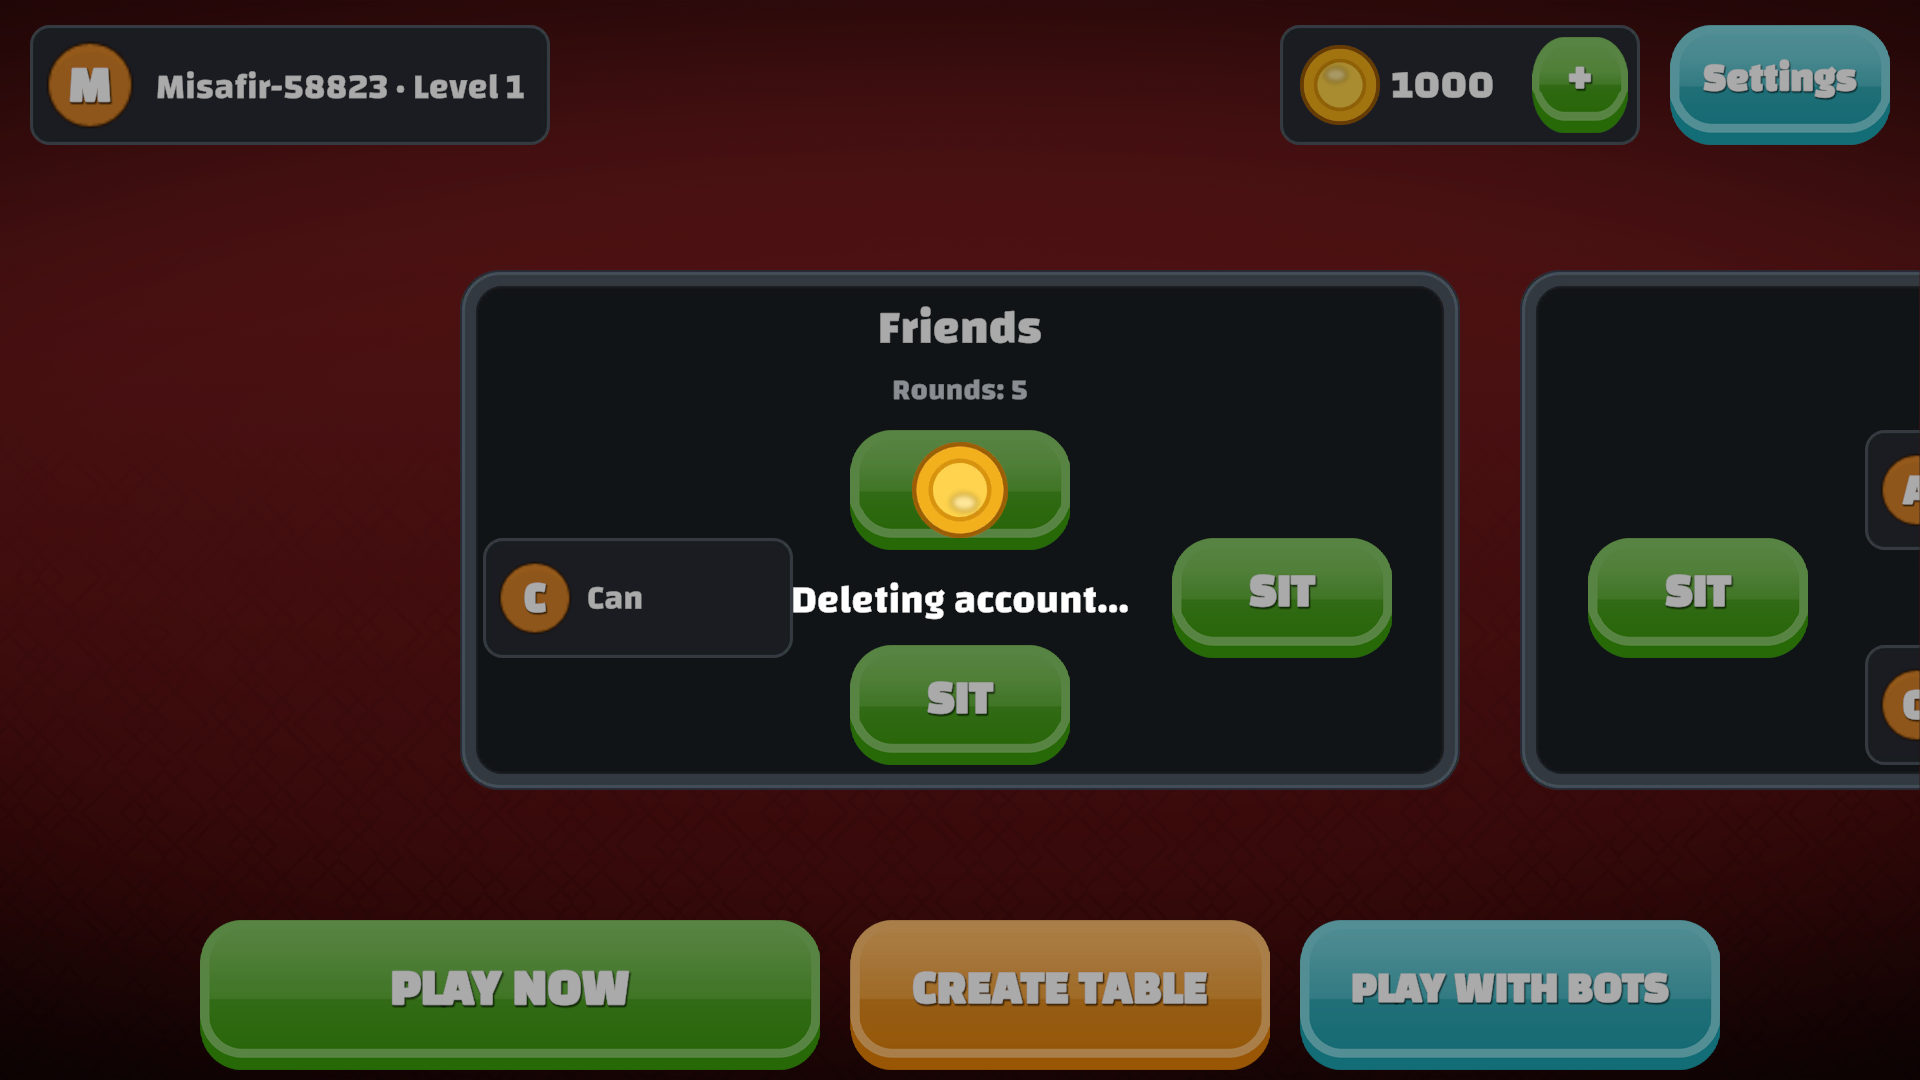 M
Misafir-58823 · Level 1
1000
+
Settings
Friends
Rounds: 5
C
Can
Deleting account...
SIT
SIT
SIT
A
PLAY NOW
CREATE TABLE
PLAY WITH BOTS